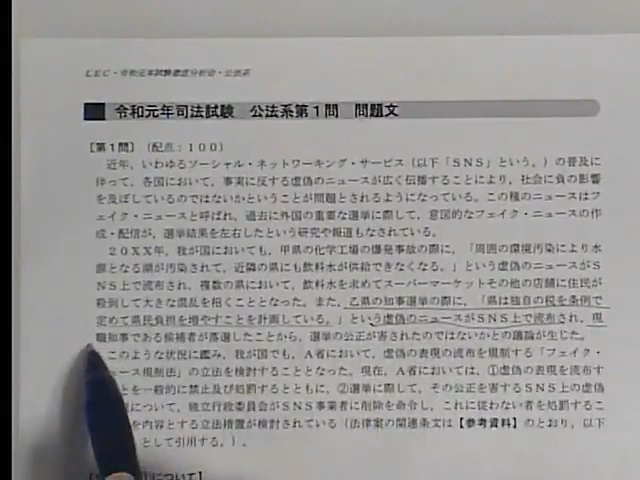 LEC・令和元年本試験徹底分析会・公法系
令和元年司法試験 公法系第1問 問題文
〔第1問〕（配点：100）
近年，いわゆるソーシャル・ネットワーキング・サービス（以下「SNS」という。）の普及に
伴って，各国において，事実に反する虚偽のニュースが広く伝播することにより，社会に負の影響
を及ぼしているのではないかということが問題とされるようになっている。この種のニュースはフ
ェイク・ニュースと呼ばれ，過去に外国の重要な選挙に際して，意図的なフェイク・ニュースの作
成・配信が，選挙結果を左右したという研究や報道もなされている。
20XX年，我が国においても，甲県の化学工場の爆発事故の際に，「周囲の環境汚染により水
源となる湖が汚染されて，近隣の県にも飲料水が供給できなくなる。」という虚偽のニュースがS
NS上で流布され，複数の県において，飲料水を求めてスーパーマーケットその他の店舗に住民が
殺到して大きな混乱を招くこととなった。また，乙県の知事選挙の際に，「県は独自の税を条例で
定めて県民負担を増やすことを計画している。」という虚偽のニュースがSNS上で流布され，現
職知事である候補者が落選したことから，選挙の公正が害されたのではないかとの議論が生じた。
このような状況に鑑み，我が国でも，A省において，虚偽の表現の流布を規制する「フェイク・
ュース規制法」の立法を検討することとなった。現在，A省においては，①虚偽の表現を流布す
とを一般的に禁止及び処罰するとともに，②選挙に際して，その公正を害するSNS上の虚偽
現について，独立行政委員会がSNS事業者に削除を命令し，これに従わない者を処罰するこ
を内容とする立法措置が検討されている（法律案の関連条文は【参考資料】のとおり，以下
として引用する。）。
について〕